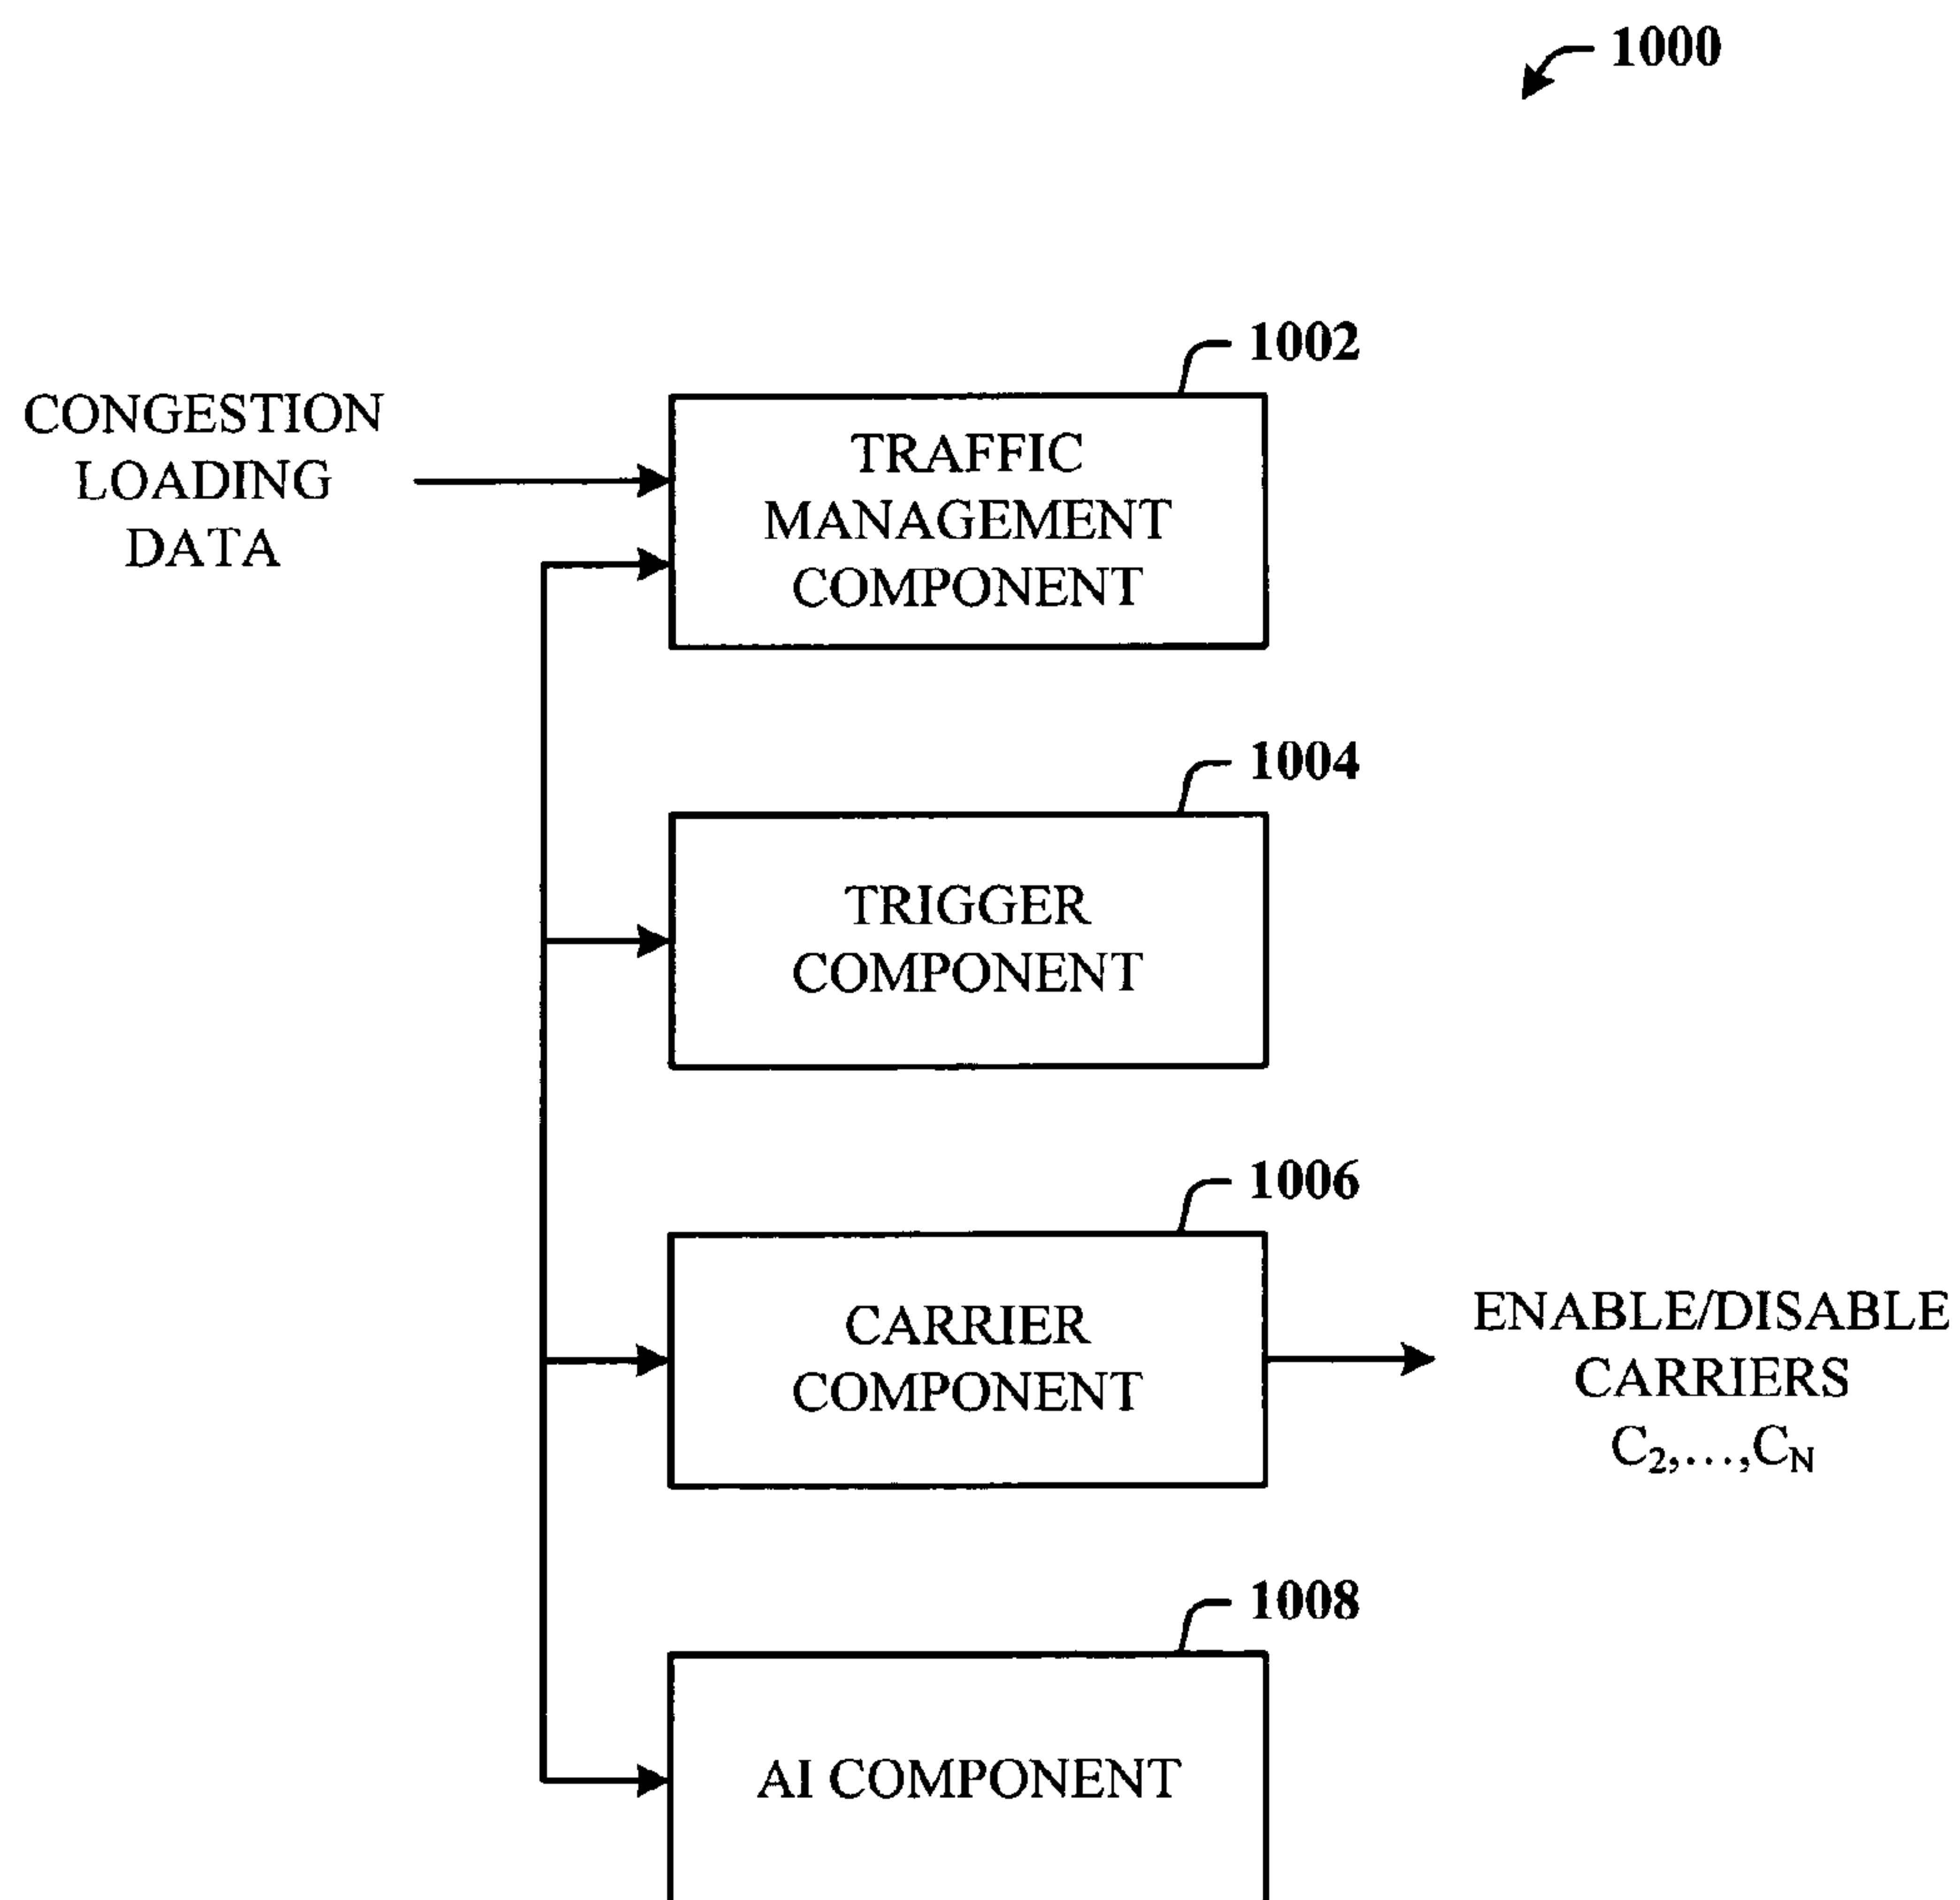 1000
1002
CONGESTION
LOADING
DATA
TRAFFIC
MANAGEMENT
COMPONENT
1004
TRIGGER
COMPONENT
1006
CARRIER
COMPONENT
ENABLE/DISABLE
CARRIERS
C₂,...,C_N
1008
AI COMPONENT